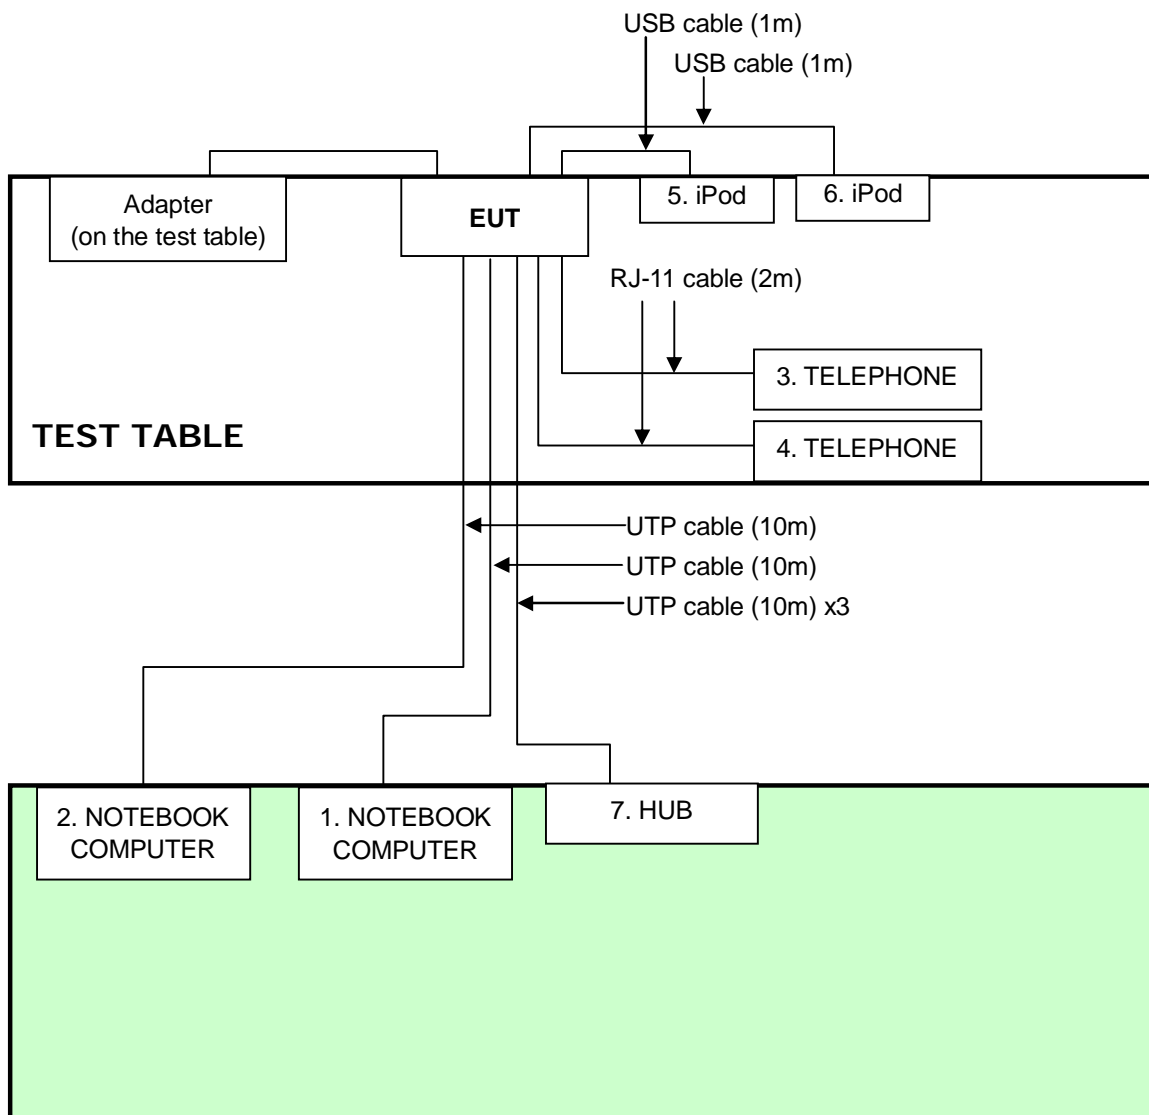 USB cable (1m)
USB cable (1m)
Adapter
(on the test table)
EUT
5. iPod
6. iPod
RJ-11 cable (2m)
3. TELEPHONE
TEST TABLE
4. TELEPHONE
UTP cable (10m)
UTP cable (10m)
UTP cable (10m) x3
2. NOTEBOOK
COMPUTER
1. NOTEBOOK
COMPUTER
7. HUB